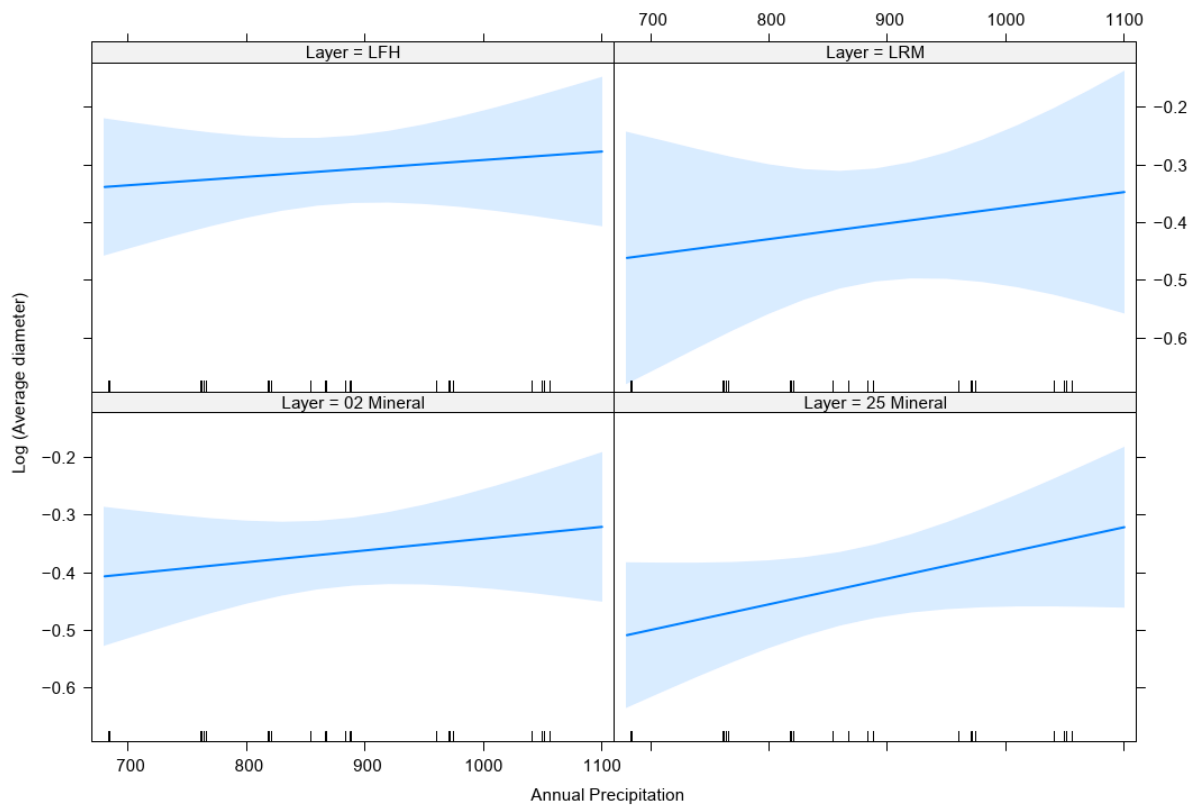 700 800 900 1000 1100
Layer = LFH
Layer = LRM
−0.2
−0.3
−0.4
−0.5
−0.6
Log (Average diameter)
Layer = 02 Mineral
Layer = 25 Mineral
−0.2
−0.3
−0.4
−0.5
−0.6
700 800 900 1000 1100
Annual Precipitation